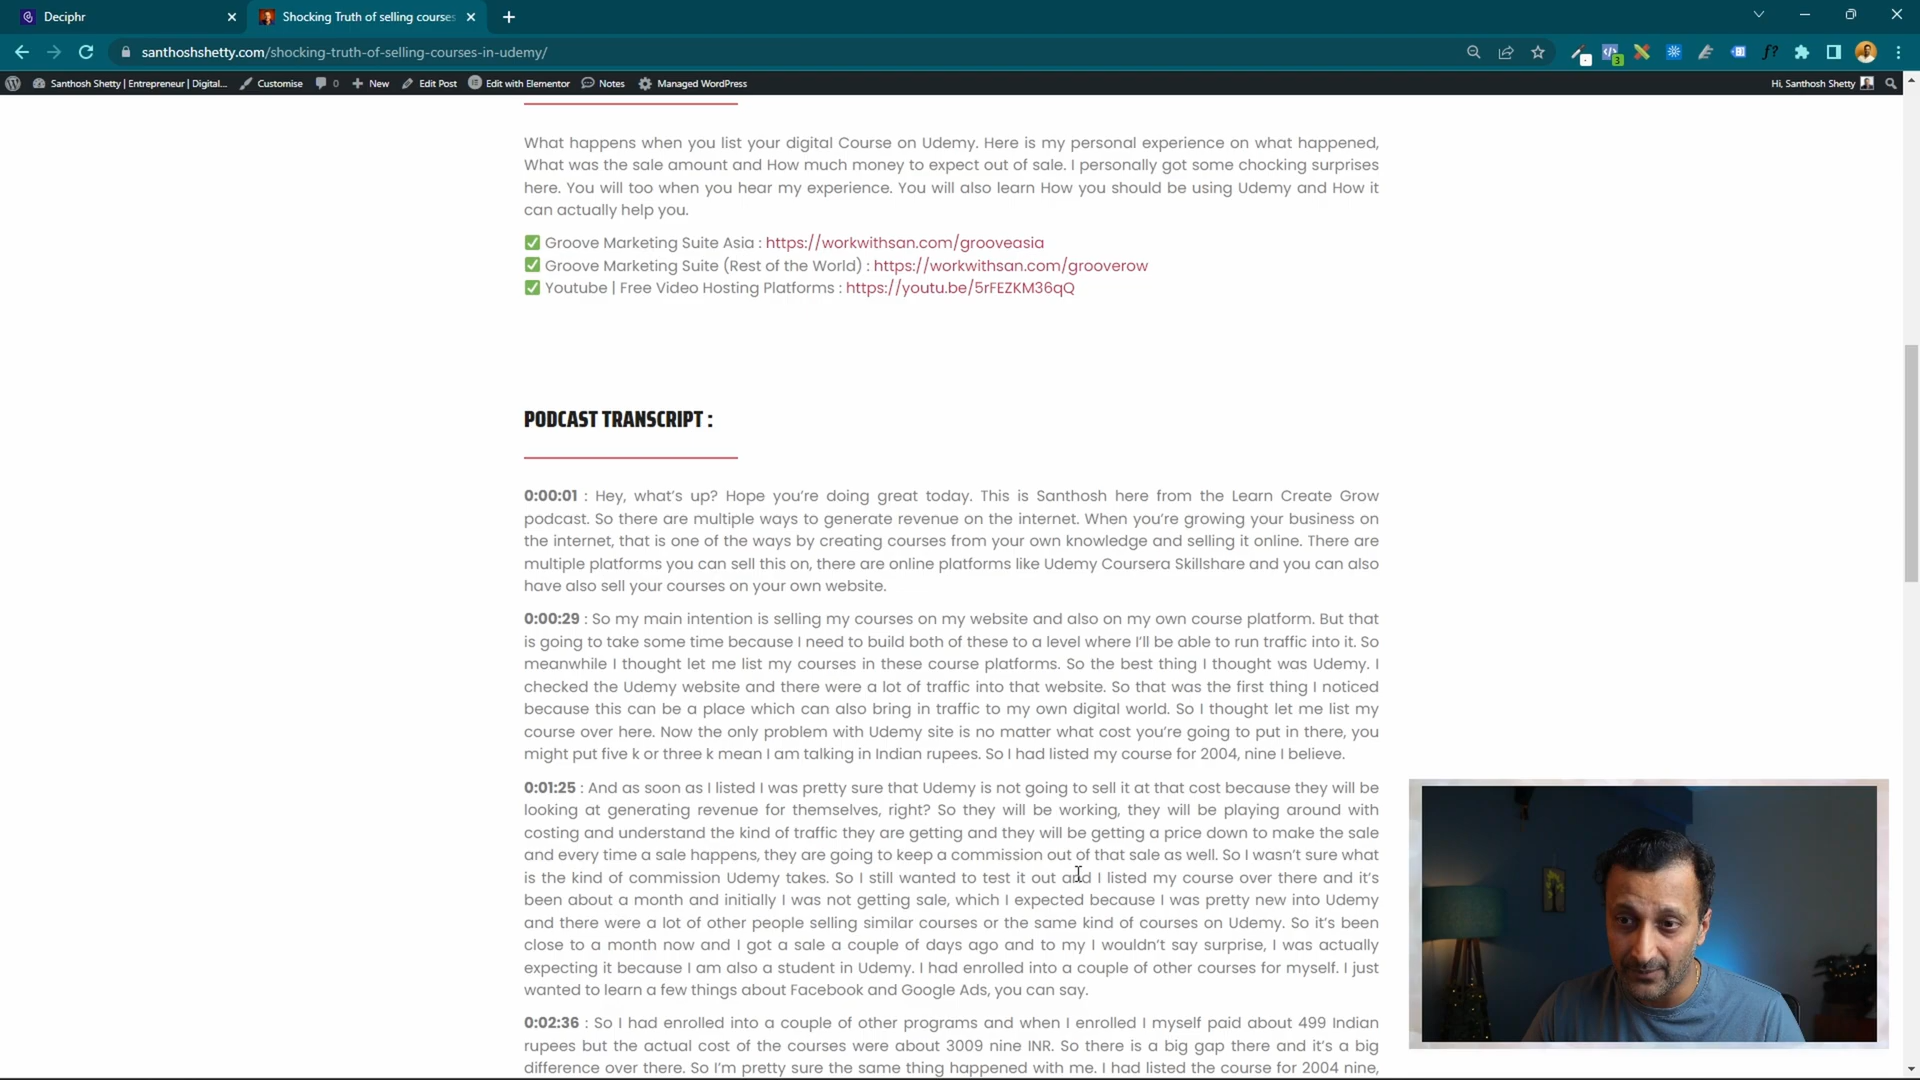 Deciphr
Shocking Truth of selling courses
santhoshshetty.com/shocking-truth-of-selling-courses-in-udemy/
3
f?
Santhosh Shetty | Entrepreneur | Digital...
Customise
0
New
Edit Post
Edit with Elementor
Notes
Managed WordPress
Hi, Santhosh Shetty
What happens when you list your digital Course on Udemy. Here is my personal experience on what happened,
What was the sale amount and How much money to expect out of sale. I personally got some chocking surprises
here. You will too when you hear my experience. You will also learn How you should be using Udemy and How it
can actually help you.
✅ Groove Marketing Suite Asia : https://workwithsan.com/grooveasia
✅ Groove Marketing Suite (Rest of the World) : https://workwithsan.com/grooverow
✅ Youtube | Free Video Hosting Platforms : https://youtu.be/5rFEZKM36qQ
PODCAST TRANSCRIPT :
0:00:01 : Hey, what's up? Hope you're doing great today. This is Santhosh here from the Learn Create Grow
podcast. So there are multiple ways to generate revenue on the internet. When you're growing your business on
the internet, that is one of the ways by creating courses from your own knowledge and selling it online. There are
multiple platforms you can sell this on, there are online platforms like Udemy Coursera Skillshare and you can also
have also sell your courses on your own website.
0:00:29 : So my main intention is selling my courses on my website and also on my own course platform. But that
is going to take some time because I need to build both of these to a level where I'll be able to run traffic into it. So
meanwhile I thought let me list my courses in these course platforms. So the best thing I thought was Udemy. I
checked the Udemy website and there were a lot of traffic into that website. So that was the first thing I noticed
because this can be a place which can also bring in traffic to my own digital world. So I thought let me list my
course over here. Now the only problem with Udemy site is no matter what cost you're going to put in there, you
might put five k or three k mean I am talking in Indian rupees. So I had listed my course for 2004, nine I believe.
0:01:25 : And as soon as I listed I was pretty sure that Udemy is not going to sell it at that cost because they will be
looking at generating revenue for themselves, right? So they will be working, they will be playing around with
costing and understand the kind of traffic they are getting and they will be getting a price down to make the sale
and every time a sale happens, they are going to keep a commission out of that sale as well. So I wasn't sure what
is the kind of commission Udemy takes. So I still wanted to test it out and I listed my course over there and it's
been about a month and initially I was not getting sale, which I expected because I was pretty new into Udemy
and there were a lot of other people selling similar courses or the same kind of courses on Udemy. So it's been
close to a month now and I got a sale a couple of days ago and to my I wouldn't say surprise, I was actually
expecting it because I am also a student in Udemy. I had enrolled into a couple of other courses for myself. I just
wanted to learn a few things about Facebook and Google Ads, you can say.
0:02:36 : So I had enrolled into a couple of other programs and when I enrolled I myself paid about 499 Indian
rupees but the actual cost of the courses were about 3009 nine INR. So there is a big gap there and it's a big
difference over there. So I'm pretty sure the same thing happened with me. I had listed the course for 2004 nine,